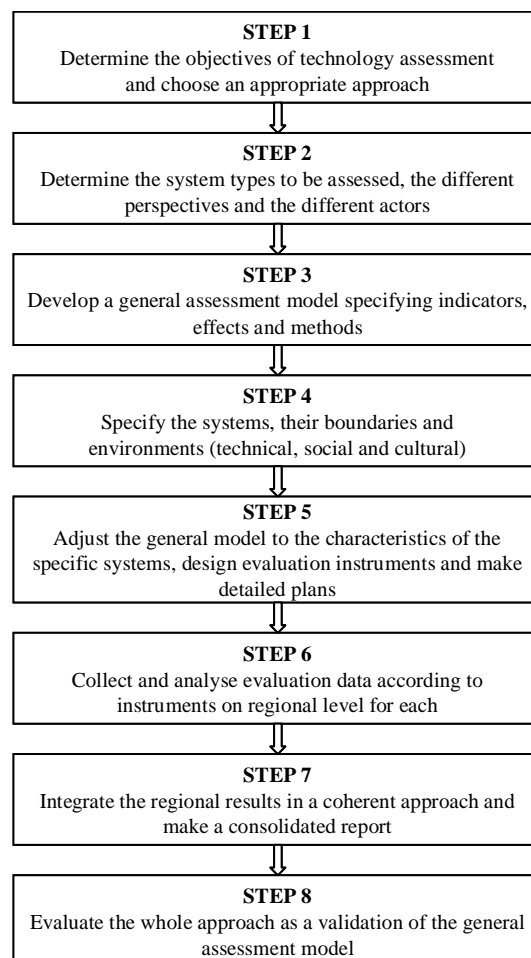 STEP 1
Determine the objectives of technology assessment
and choose an appropriate approach
STEP 2
Determine the system types to be assessed, the different
perspectives and the different actors
STEP 3
Develop a general assessment model specifying indicators,
effects and methods
STEP 4
Specify the systems, their boundaries and
environments (technical, social and cultural)
STEP 5
Adjust the general model to the characteristics of the
specific systems, design evaluation instruments and make
detailed plans
STEP 6
Collect and analyse evaluation data according to
instruments on regional level for each
STEP 7
Integrate the regional results in a coherent approach and
make a consolidated report
STEP 8
Evaluate the whole approach as a validation of the general
assessment model